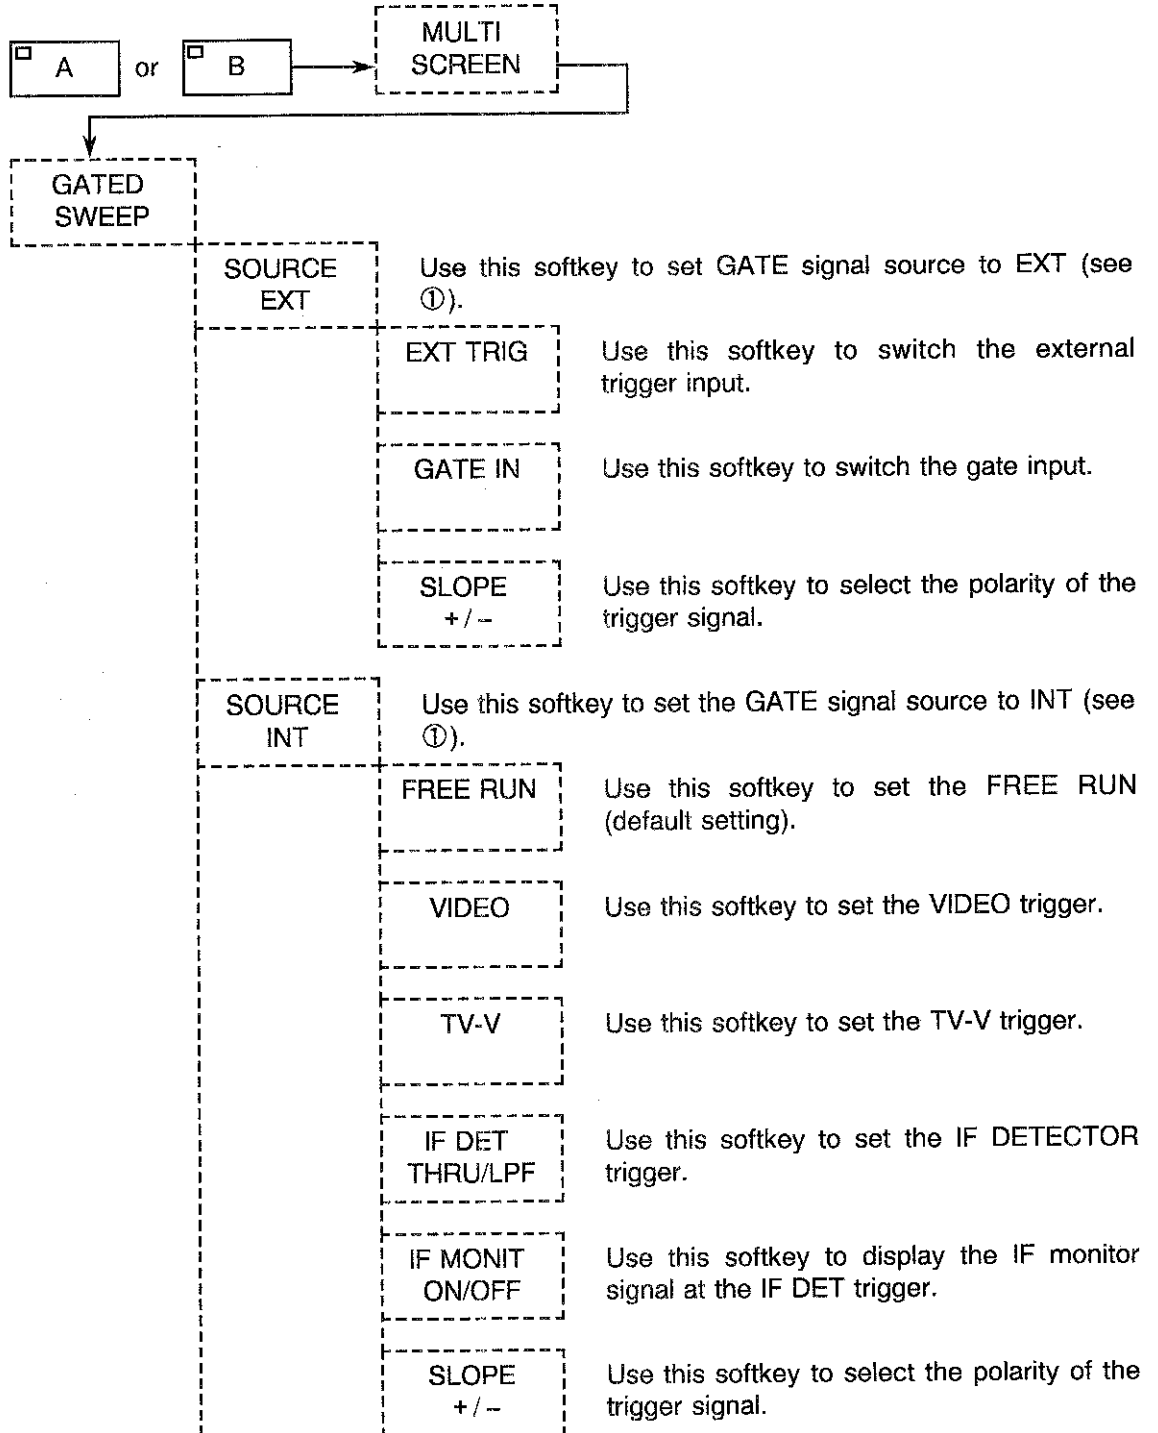 MULTI
A or B SCREEN
GATED
SWEEP
SOURCE
EXT
Use this softkey to set GATE signal source to EXT (see
①).
EXT TRIG
Use this softkey to switch the external
trigger input.
GATE IN
Use this softkey to switch the gate input.
SLOPE
+/−
Use this softkey to select the polarity of the
trigger signal.
SOURCE
INT
Use this softkey to set the GATE signal source to INT (see
①).
FREE RUN
Use this softkey to set the FREE RUN
(default setting).
VIDEO
Use this softkey to set the VIDEO trigger.
TV-V
Use this softkey to set the TV-V trigger.
IF DET
THRU/LPF
Use this softkey to set the IF DETECTOR
trigger.
IF MONIT
ON/OFF
Use this softkey to display the IF monitor
signal at the IF DET trigger.
SLOPE
+/−
Use this softkey to select the polarity of the
trigger signal.